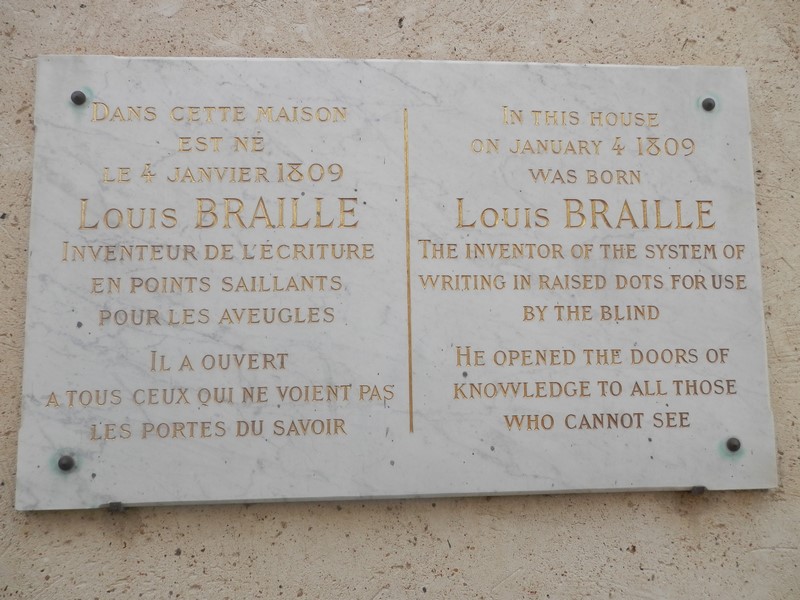 DANS CETTE MAISON
EST NÉ
LE 4 JANVIER 1809
LOUIS BRAILLE
INVENTEUR DE L'ÉCRITURE
EN POINTS SAILLANTS
POUR LES AVEUGLES
IL A OUVERT
A TOUS CEUX QUI NE VOIENT PAS
LES PORTES DU SAVOIR
IN THIS HOUSE
ON JANUARY 4 1809
WAS BORN
LOUIS BRAILLE
THE INVENTOR OF THE SYSTEM OF
WRITING IN RAISED DOTS FOR USE
BY THE BLIND
HE OPENED THE DOORS OF
KNOWLEDGE TO ALL THOSE
WHO CANNOT SEE